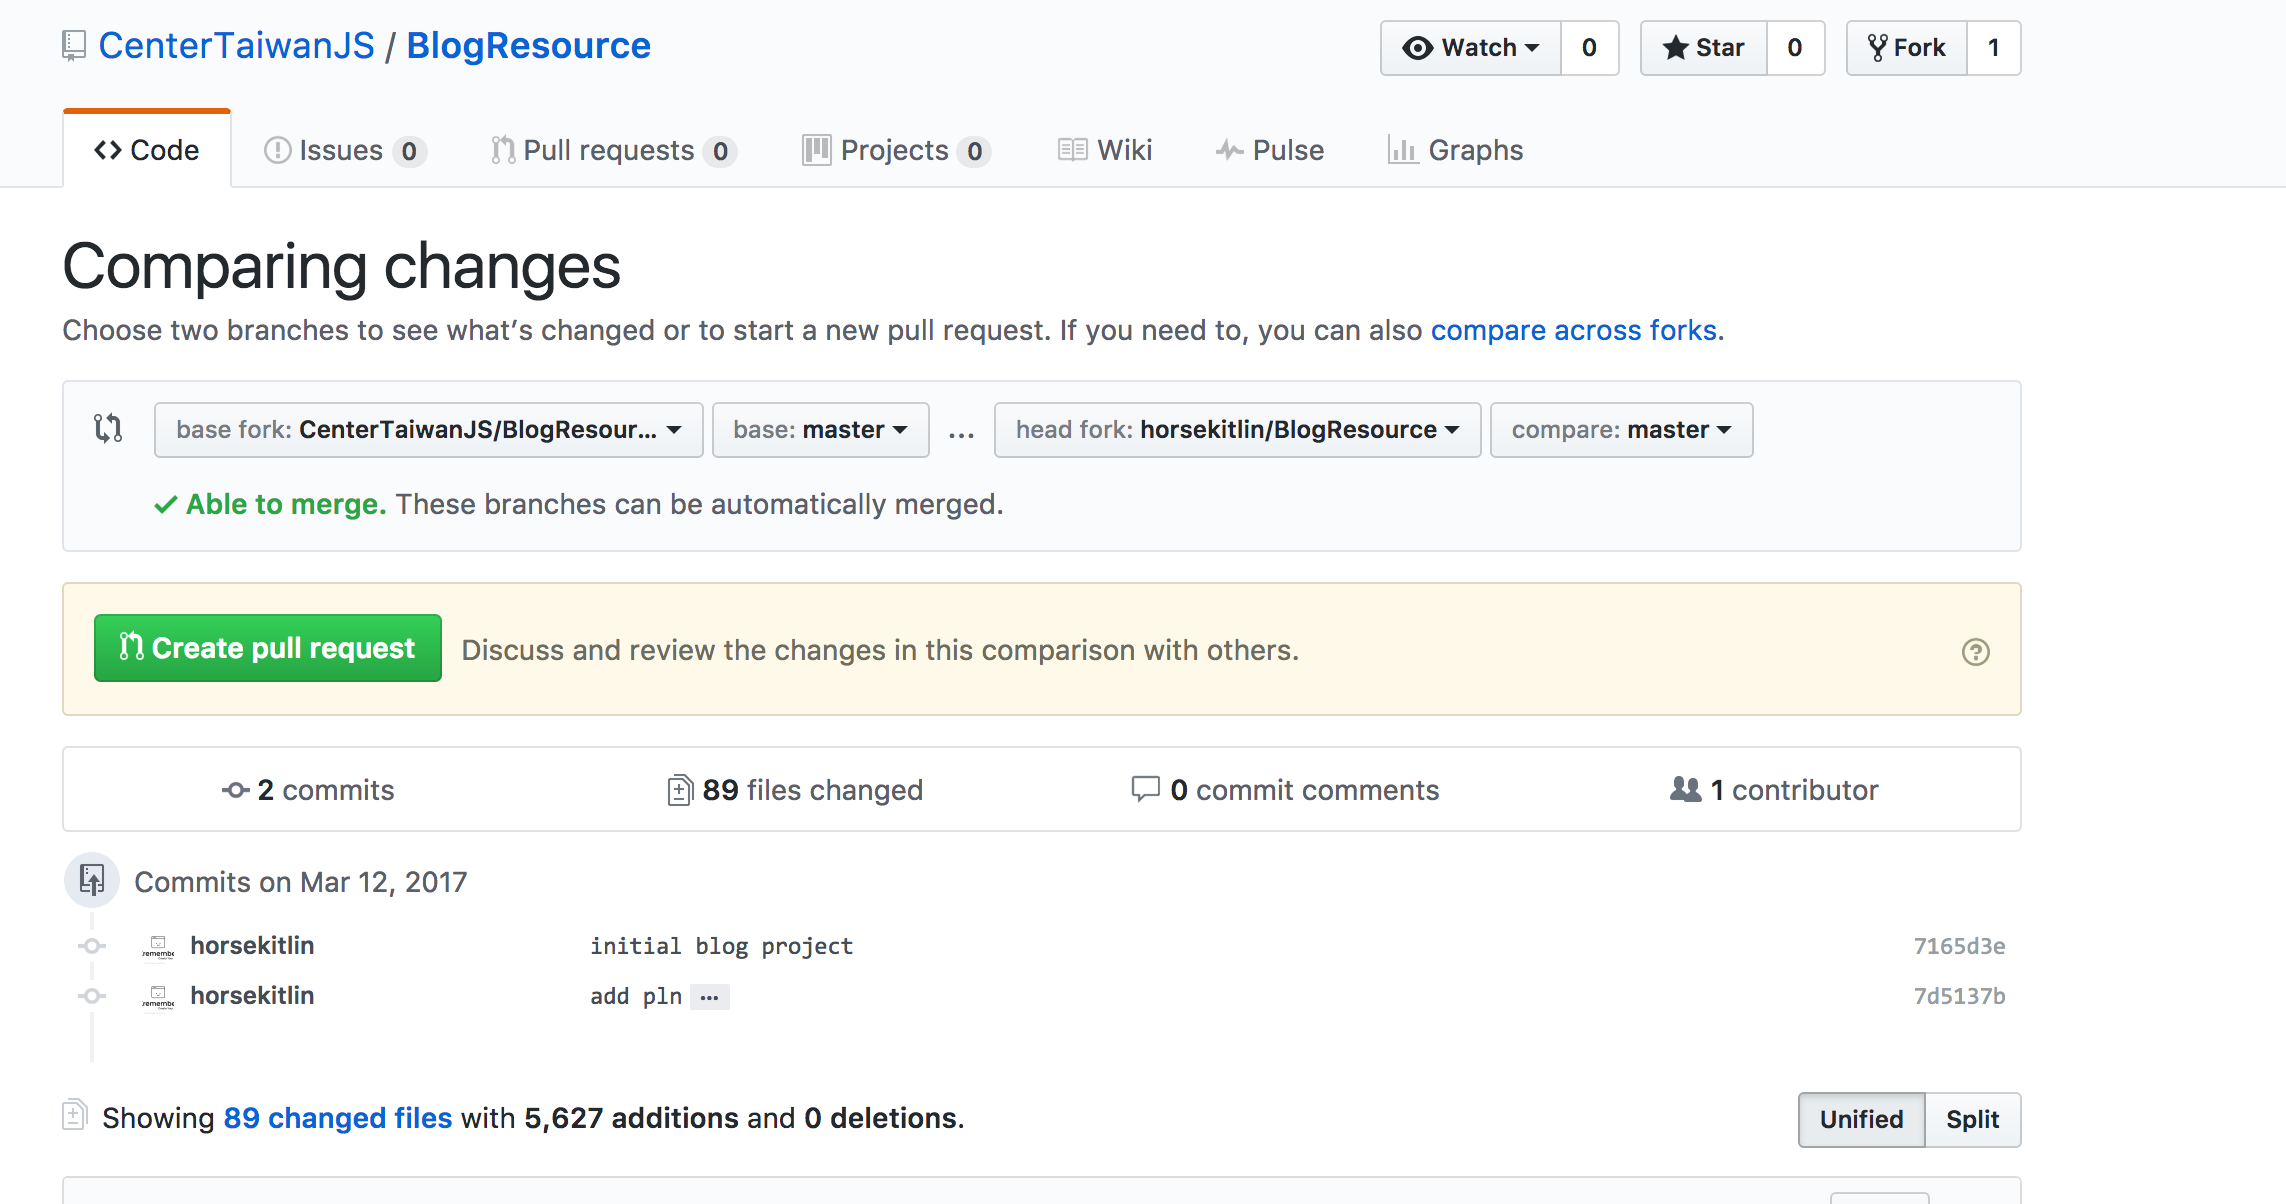 CenterTaiwanJS / BlogResource
Watch 0 Star 0 Fork 1
Code Issues 0 Pull requests 0 Projects 0 Wiki Pulse Graphs
Comparing changes
Choose two branches to see what’s changed or to start a new pull request. If you need to, you can also compare across forks.
base fork: CenterTaiwanJS/BlogResour... base: master ... head fork: horsekitlin/BlogResource compare: master
Able to merge. These branches can be automatically merged.
Create pull request Discuss and review the changes in this comparison with others.
2 commits 89 files changed 0 commit comments 1 contributor
Commits on Mar 12, 2017
horsekitlin initial blog project 7165d3e
horsekitlin add pln ... 7d5137b
Showing 89 changed files with 5,627 additions and 0 deletions.
Unified Split